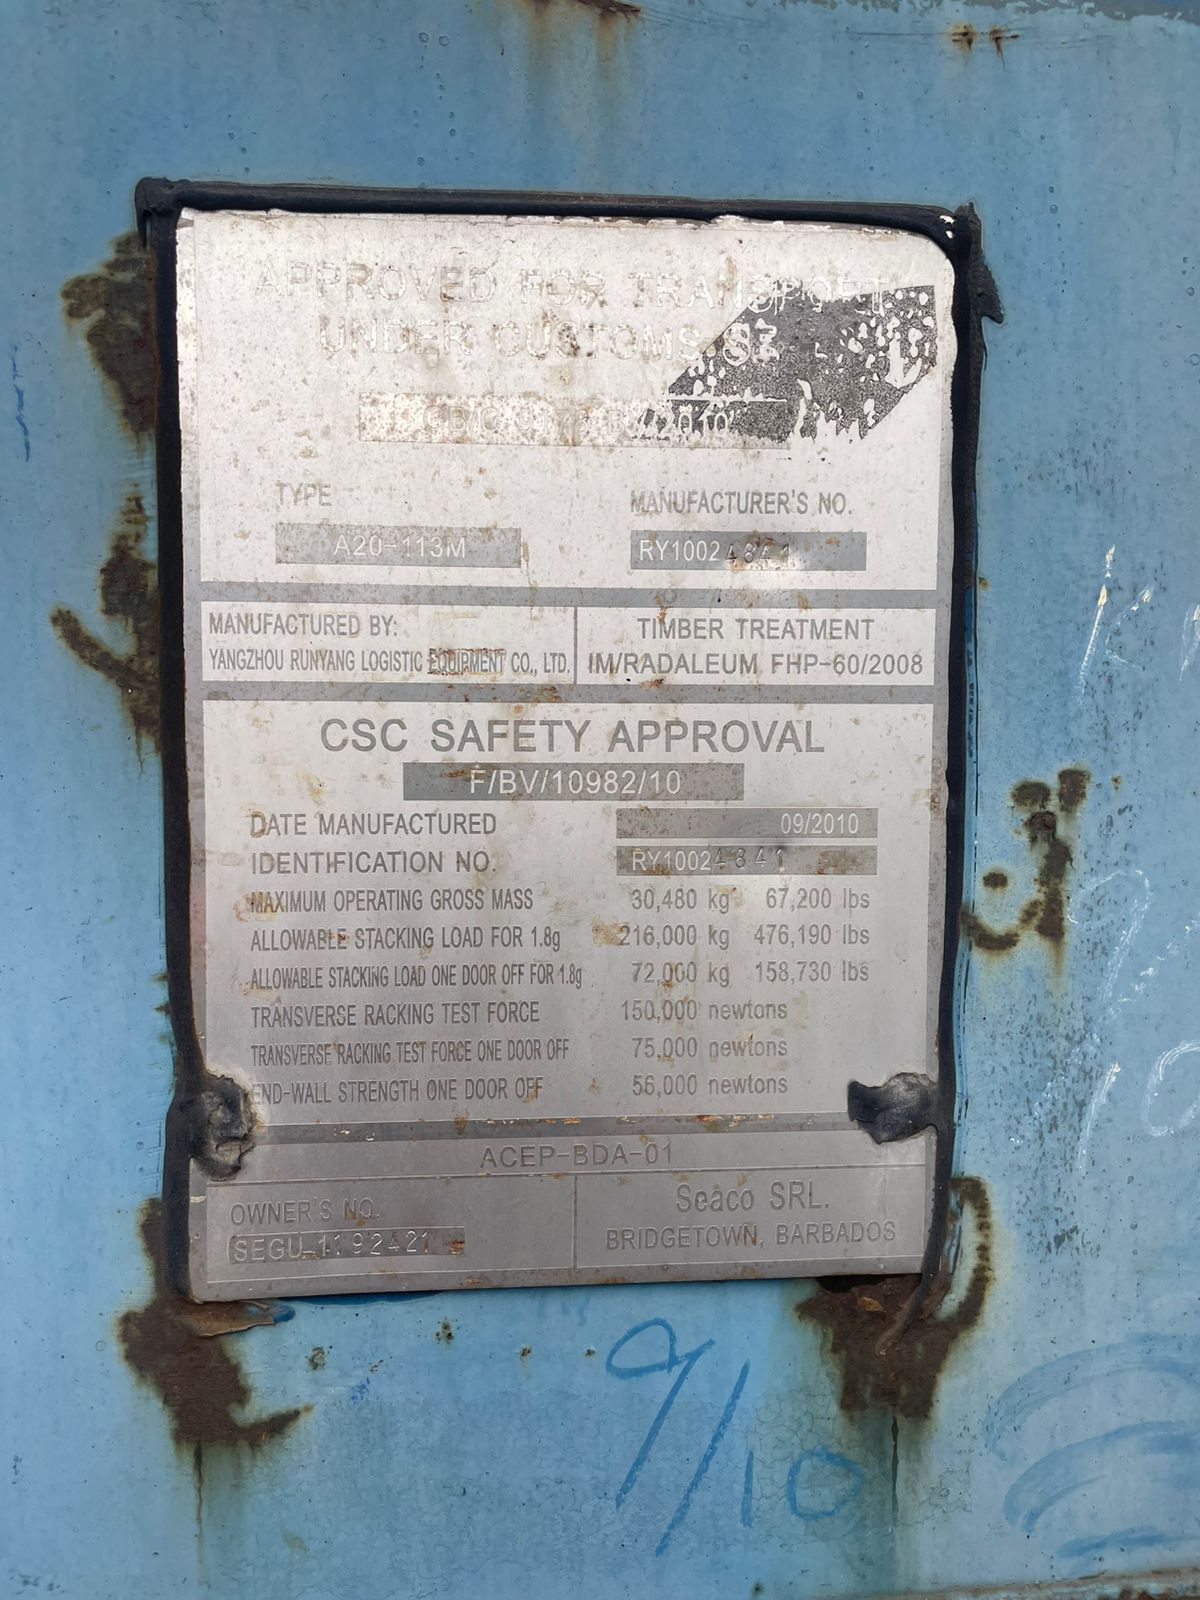 APPROVED FOR TRANSPORT
UNDER CUSTOMS
/2010
TYPE
A20-113M
MANUFACTURER'S NO.
RY10024841
MANUFACTURED BY:
YANGZHOU RUNYANG LOGISTIC EQUIPMENT CO., LTD.
TIMBER TREATMENT
IM/RADALEUM FHP-60/2008
CSC SAFETY APPROVAL
F/BV/10982/10
DATE MANUFACTURED 09/2010
IDENTIFICATION NO. RY10024841
MAXIMUM OPERATING GROSS MASS 30,480 kg 67,200 lbs
ALLOWABLE STACKING LOAD FOR 1.8g 216,000 kg 476,190 lbs
ALLOWABLE STACKING LOAD ONE DOOR OFF FOR 1.8g 72,000 kg 158,730 lbs
TRANSVERSE RACKING TEST FORCE 150,000 newtons
TRANSVERSE RACKING TEST FORCE ONE DOOR OFF 75,000 newtons
END-WALL STRENGTH ONE DOOR OFF 56,000 newtons
ACEP-BDA-01
OWNER'S NO.
SEGU 1192421
Seaco SRL.
BRIDGETOWN, BARBADOS
9/10